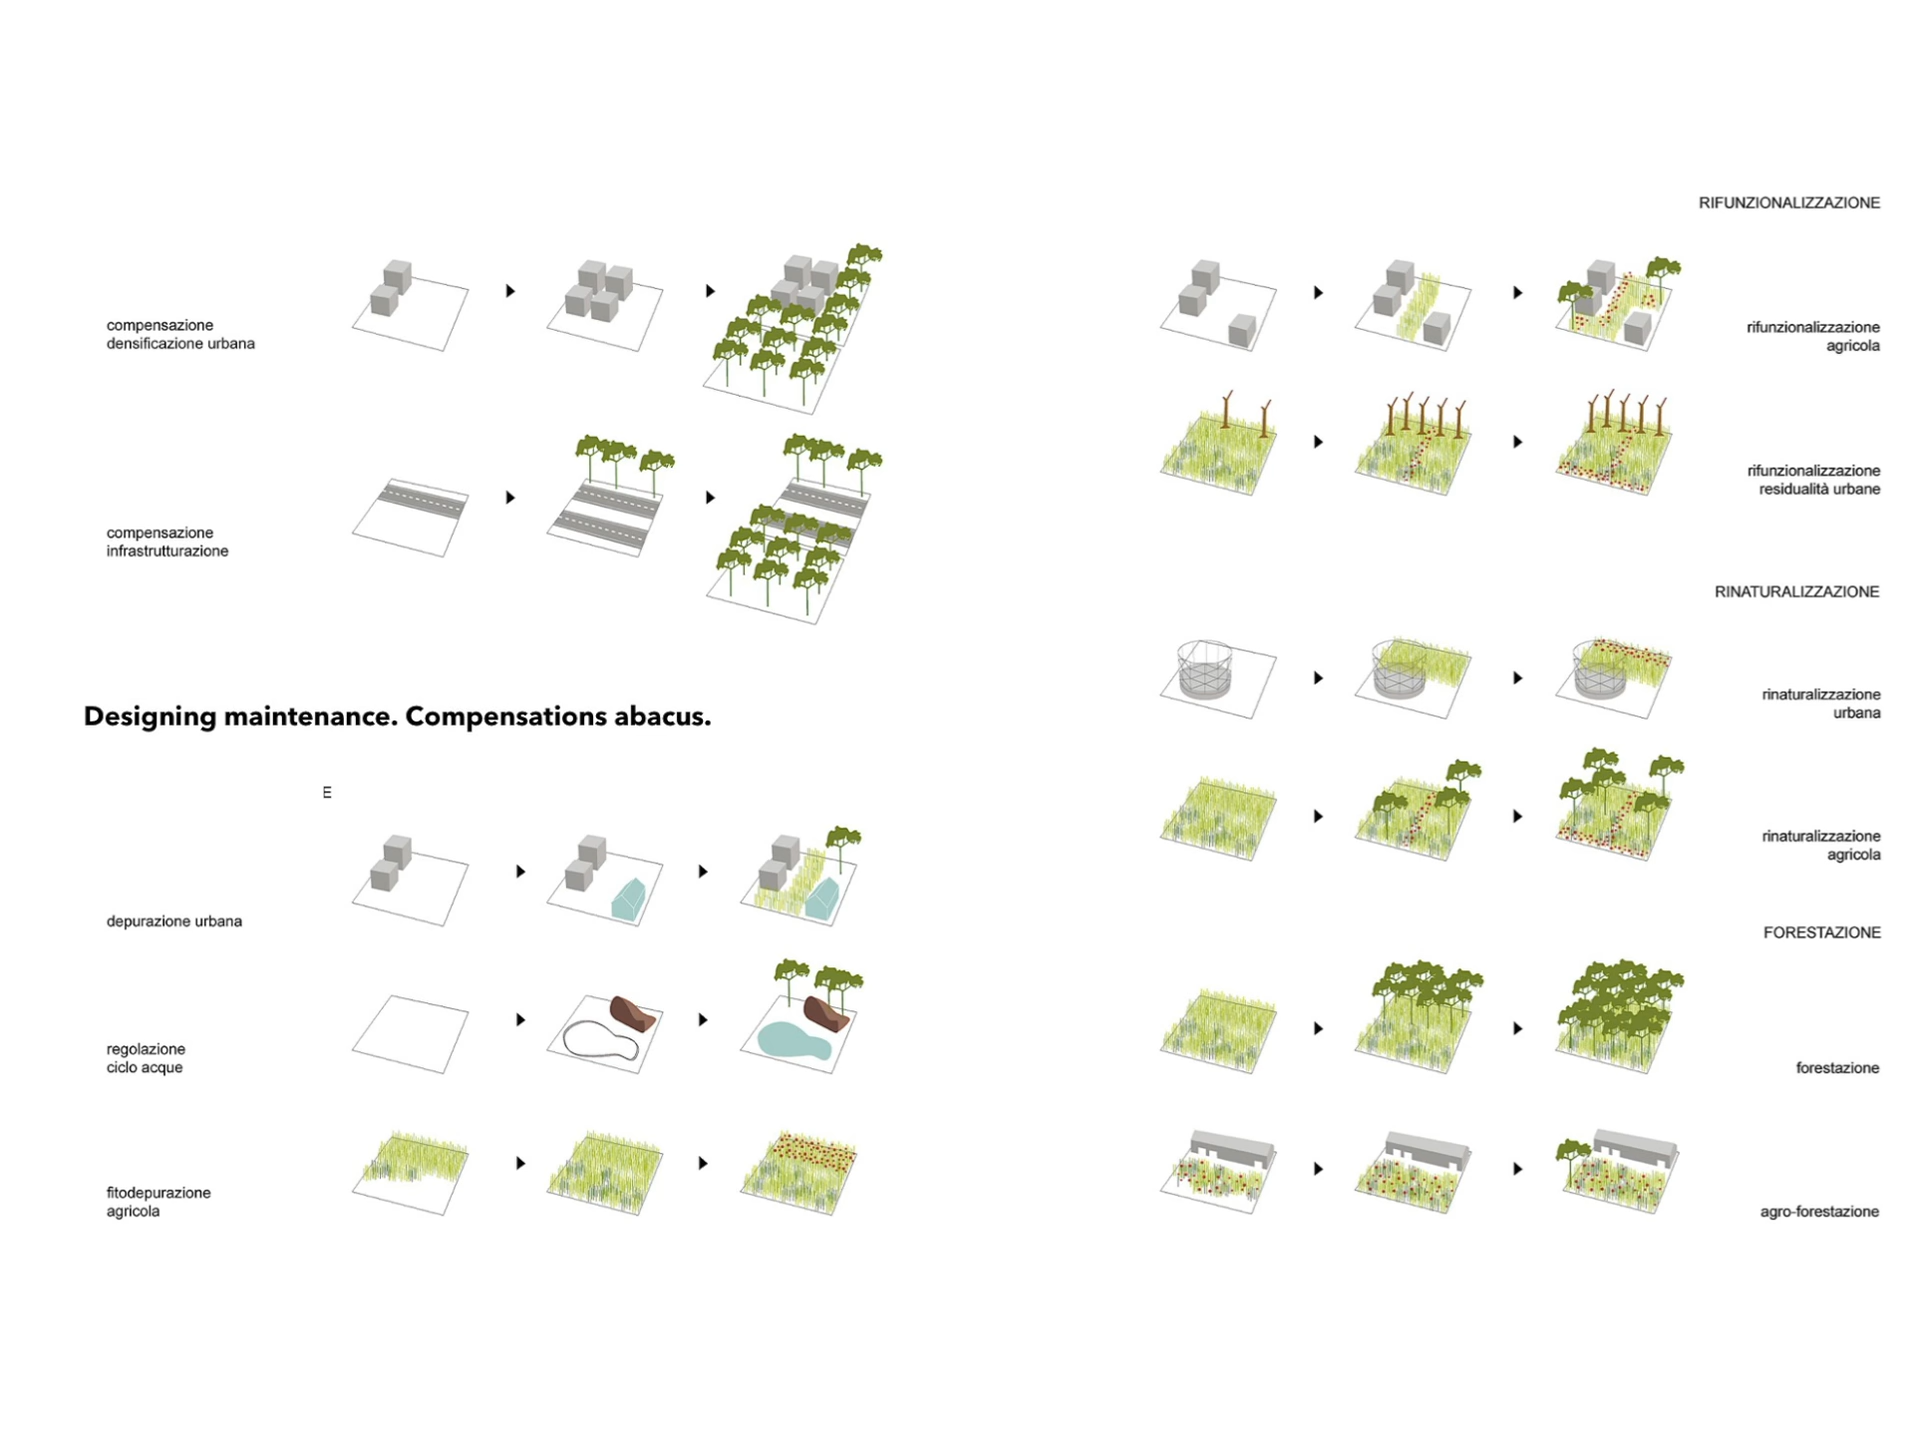 compensazione
densificazione urbana
compensazione
infrastrutturazione
Designing maintenance. Compensations abacus.
E
depurazione urbana
regolazione
ciclo acque
fitodepurazione
agricola
RIFUNZIONALIZZAZIONE
rifunzionalizzazione
agricola
rifunzionalizzazione
residualità urbane
RINATURALIZZAZIONE
rinaturalizzazione
urbana
rinaturalizzazione
agricola
FORESTAZIONE
forestazione
agro-forestazione